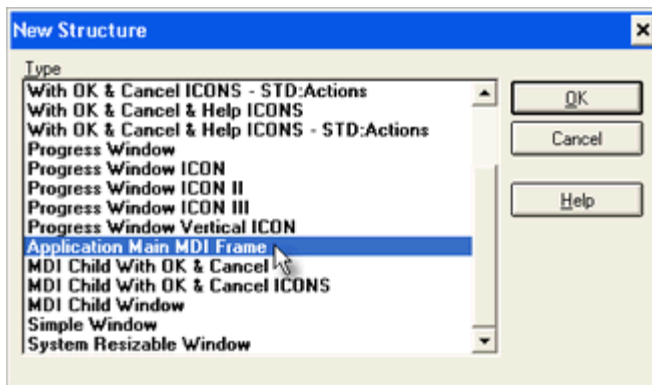 New Structure
Type
With OK & Cancel ICONS - STD:Actions
With OK & Cancel & Help ICONS
With OK & Cancel & Help ICONS - STD:Actions
Progress Window
Progress Window ICON
Progress Window ICON II
Progress Window ICON III
Progress Window Vertical ICON
Application Main MDI Frame
MDI Child With OK & Cancel
MDI Child With OK & Cancel ICONS
MDI Child Window
Simple Window
System Resizable Window
OK
Cancel
Help